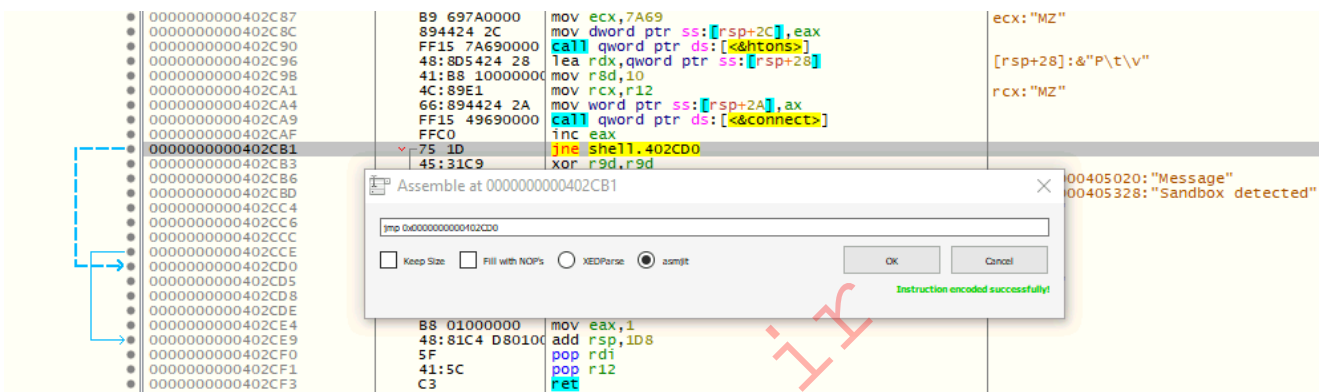 0000000000402C87 B9 697A0000 mov ecx,7A69 ecx:"MZ"
0000000000402C8C 894424 2C mov dword ptr ss:[rsp+2C],eax
0000000000402C90 FF15 7A690000 call qword ptr ds:[<&htons>]
0000000000402C96 48:8D5424 28 lea rdx,qword ptr ss:[rsp+28] [rsp+28]:&"P\t\v"
0000000000402C9B 41:B8 10000000 mov r8d,10
0000000000402CA1 4C:89E1 mov rcx,r12 rcx:"MZ"
0000000000402CA4 66:894424 2A mov word ptr ss:[rsp+2A],ax
0000000000402CA9 FF15 49690000 call qword ptr ds:[<&connect>]
0000000000402CAF FFC0 inc eax
0000000000402CB1 75 1D jne shell.402CD0
0000000000402CB3 45:31C9 xor r9d,r9d
0000000000402CB6 00405020:"Message"
0000000000402CBD 00405328:"Sandbox detected"
0000000000402CC4
0000000000402CC6
0000000000402CCC
0000000000402CCE
0000000000402CD0
0000000000402CD5
0000000000402CD8
0000000000402CDE
Assemble at 0000000000402CB1
jmp 0x0000000000402CD0
Keep Size Fill with NOP's XEDParse asmjit OK Cancel
Instruction encoded successfully!
0000000000402CE4 B8 01000000 mov eax,1
0000000000402CE9 48:81C4 D80100 add rsp,1D8
0000000000402CF0 5F pop rdi
0000000000402CF1 41:5C pop r12
0000000000402CF3 C3 ret
ir